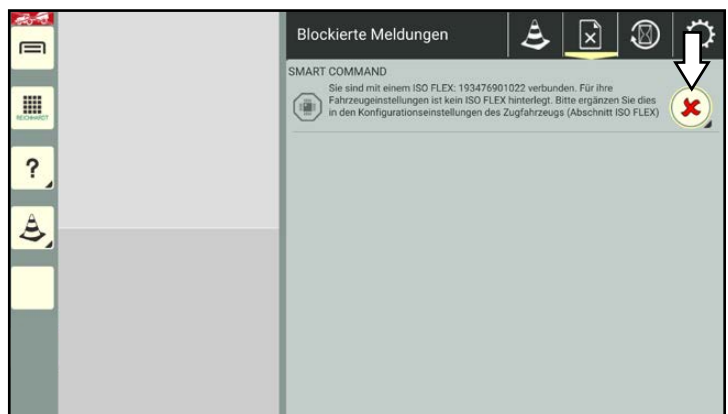 Blockierte Meldungen
SMART COMMAND
Sie sind mit einem ISO FLEX: 193476901022 verbunden. Für ihre
Fahrzeugeinstellungen ist kein ISO FLEX hinterlegt. Bitte ergänzen Sie dies
in den Konfigurationseinstellungen des Zugfahrzeugs (Abschnitt ISO FLEX)
REICHHARDT
?